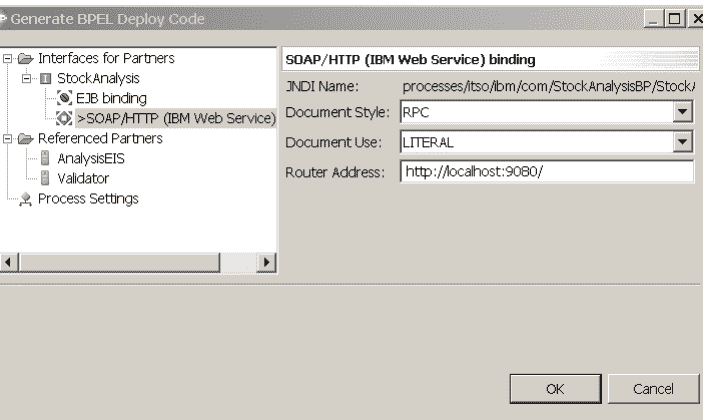 Generate BPEL Deploy Code
Interfaces for Partners
StockAnalysis
EJB binding
>SOAP/HTTP (IBM Web Service)
Referenced Partners
AnalysisEIS
Validator
Process Settings
SOAP/HTTP (IBM Web Service) binding
JNDI Name: processes/itso/ibm/com/StockAnalysisBP/Stock
Document Style: RPC
Document Use: LITERAL
Router Address: http://localhost:9080/
OK Cancel